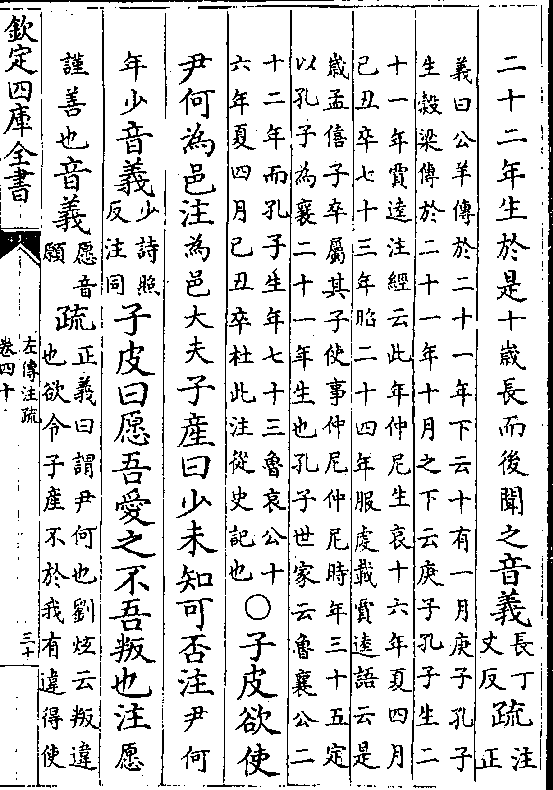 二十二年生於是十歲長而後聞之音義長丁丈反疏注正
義曰公羊傳於二十一年下云十有一月庚子孔子
生穀梁傳於二十一年十月之下云庚子孔子生二
十一年賈逵注經云此年仲尼生哀十六年夏四月
己丑卒七十三年昭二十四年服虔載賈逵語云是
歲孟僖子卒屬其子使事仲尼仲尼時年三十五定
以孔子為襄二十一年生也孔子世家云魯襄公二
十二年而孔子生年七十三魯哀公十
六年夏四月己丑卒杜此注從史記也○子皮欲使
尹何為邑注為邑大夫子產曰少未知可否注尹何
年少音義少詩照反注同子皮曰愿吾愛之不吾叛也注愿
謹善也音義愿音願疏正義曰謂尹何也劉炫云叛違
也欲令子產不於我有違得使
欽定四庫全書
左傳注疏
卷四十
三十